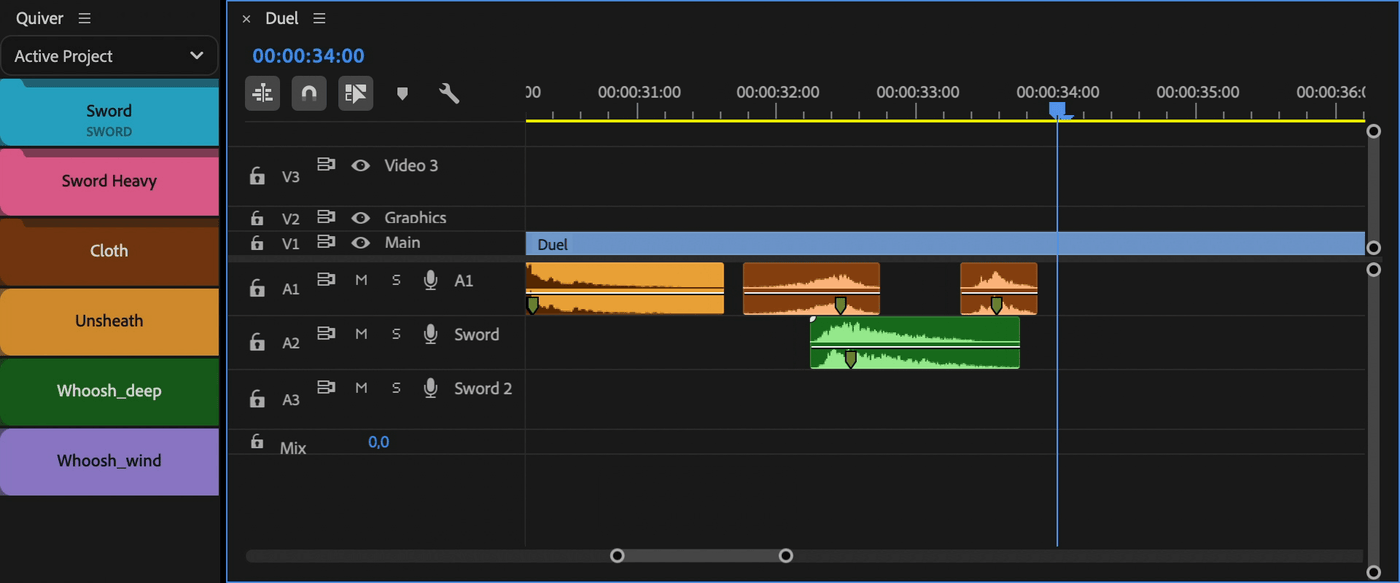 Quiver
Active Project
Sword
SWORD
Sword Heavy
Cloth
Unsheath
Whoosh_deep
Whoosh_wind
× Duel
00:00:34:00
00 00:00:31:00 00:00:32:00 00:00:33:00 00:00:34:00 00:00:35:00 00:00:36:0
V3 Video 3
V2 Graphics
V1 Main Duel
A1 M S A1
A2 M S Sword
A3 M S Sword 2
Mix 0,0